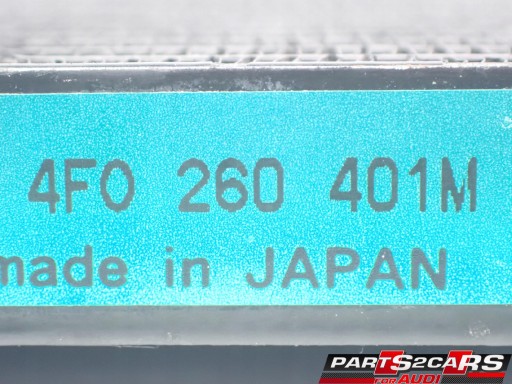 4F0 260 401M
made in JAPAN
PARTS2CARS
FOR AUDI